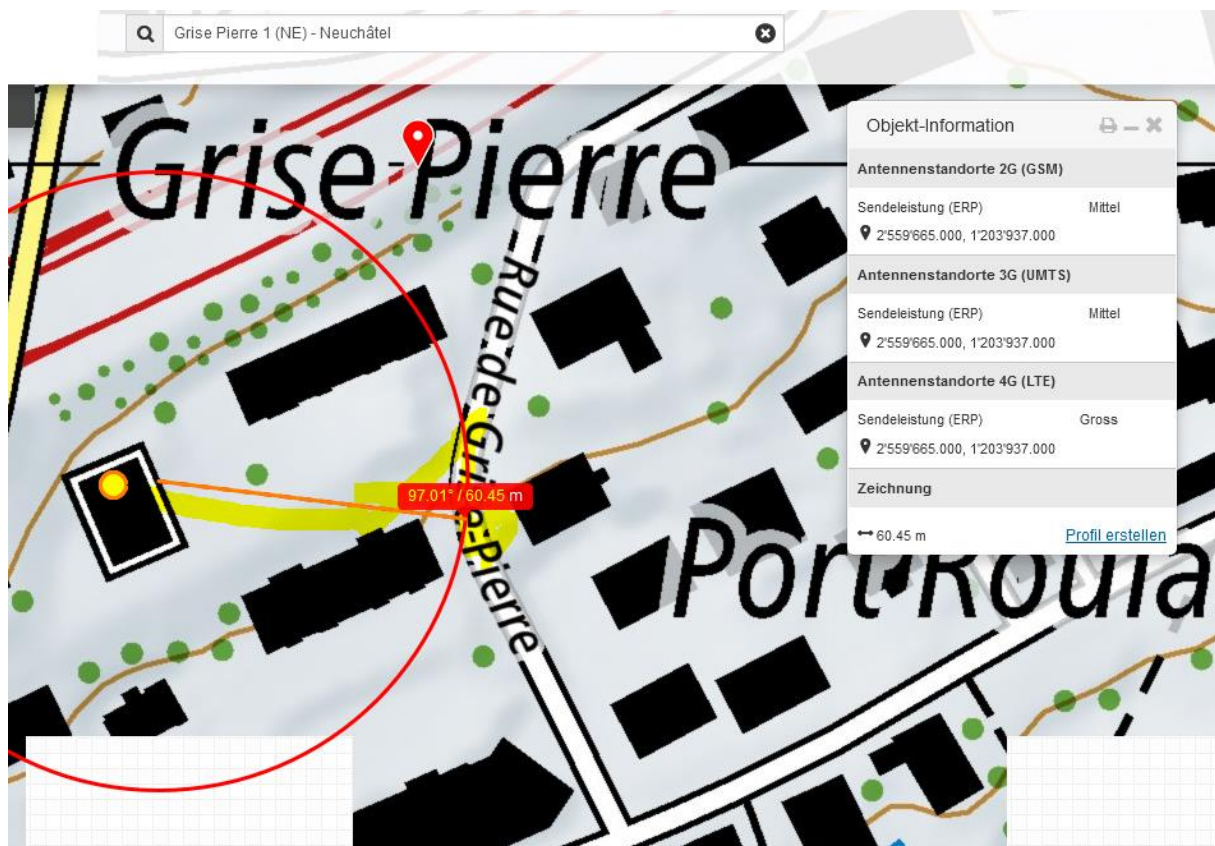 Grise Pierre 1 (NE) - Neuchâtel
Grise-Pierre
Objekt-Information
Antennenstandorte 2G (GSM)
Sendeleistung (ERP) Mittel
2'559'665.000, 1'203'937.000
Antennenstandorte 3G (UMTS)
Sendeleistung (ERP) Mittel
2'559'665.000, 1'203'937.000
Antennenstandorte 4G (LTE)
Sendeleistung (ERP) Gross
2'559'665.000, 1'203'937.000
Zeichnung
60.45 m Profil erstellen
Rue de Grise-Pierre
97.01° / 60.45 m
Port-Roula